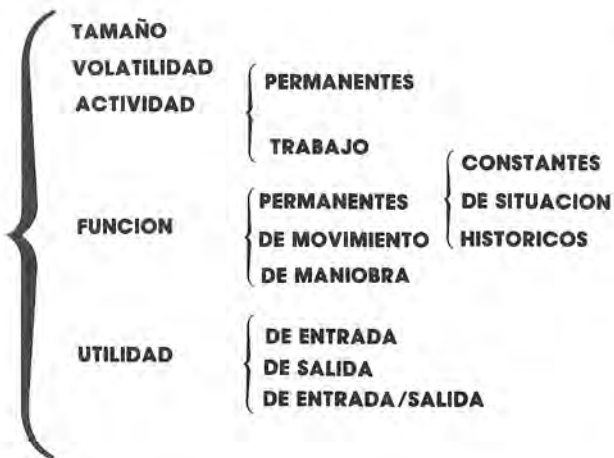 TAMAÑO
VOLATILIDAD
ACTIVIDAD
PERMANENTES
TRABAJO
FUNCION
PERMANENTES
DE MOVIMIENTO
DE MANIOBRA
CONSTANTES
DE SITUACION
HISTORICOS
UTILIDAD
DE ENTRADA
DE SALIDA
DE ENTRADA/SALIDA